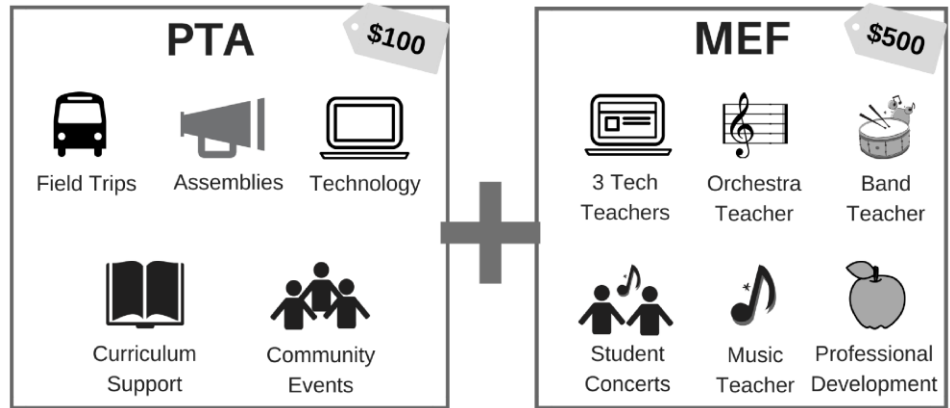 PTA
$100
Field Trips
Assemblies
Technology
Curriculum
Support
Community
Events
MEF
$500
3 Tech
Teachers
Orchestra
Teacher
Band
Teacher
Student
Concerts
Music
Teacher
Professional
Development